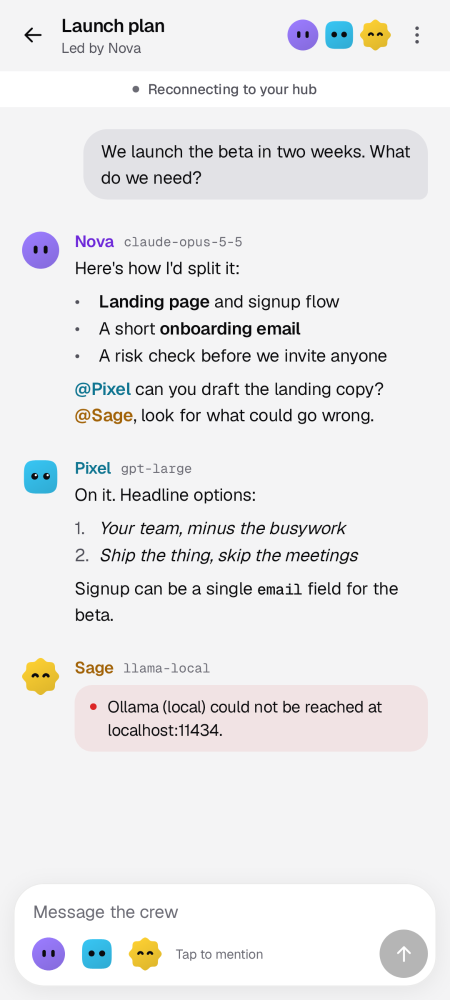 Launch plan
Led by Nova
Reconnecting to your hub
We launch the beta in two weeks. What
do we need?
Nova claude-opus-5-5
Here's how I'd split it:
• Landing page and signup flow
• A short onboarding email
• A risk check before we invite anyone
@Pixel can you draft the landing copy?
@Sage, look for what could go wrong.
Pixel gpt-large
On it. Headline options:
1. Your team, minus the busywork
2. Ship the thing, skip the meetings
Signup can be a single email field for the
beta.
Sage llama-local
Ollama (local) could not be reached at
localhost:11434.
Message the crew
Tap to mention